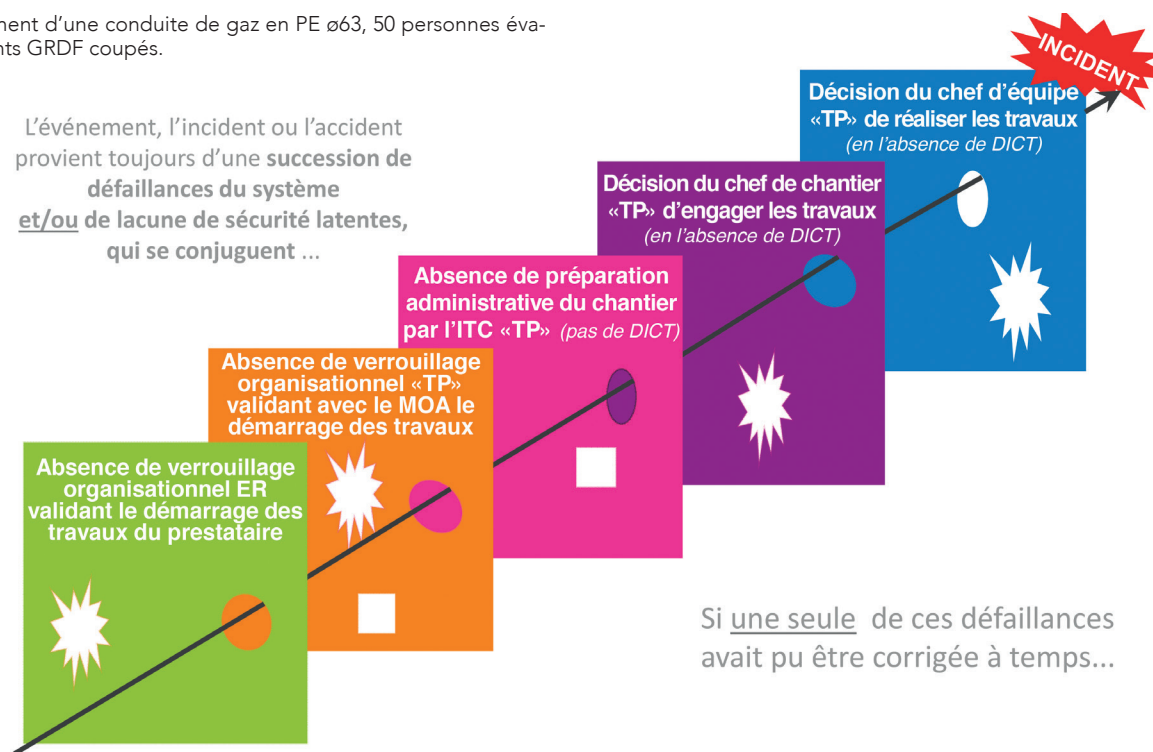 ment d'une conduite de gaz en PE ø63, 50 personnes éva-
nts GRDF coupés.
L'événement, l'incident ou l'accident
provient toujours d'une succession de
défaillances du système
et/ou de lacune de sécurité latentes,
qui se conjuguent ...
INCIDENT
Décision du chef d'équipe
«TP» de réaliser les travaux
(en l'absence de DICT)
Décision du chef de chantier
«TP» d'engager les travaux
(en l'absence de DICT)
Absence de préparation
administrative du chantier
par l'ITC «TP» (pas de DICT)
Absence de verrouillage
organisationnel «TP»
validant avec le MOA le
démarrage des travaux
Absence de verrouillage
organisationnel ER
validant le démarrage des
travaux du prestataire
Si une seule de ces défaillances
avait pu être corrigée à temps...